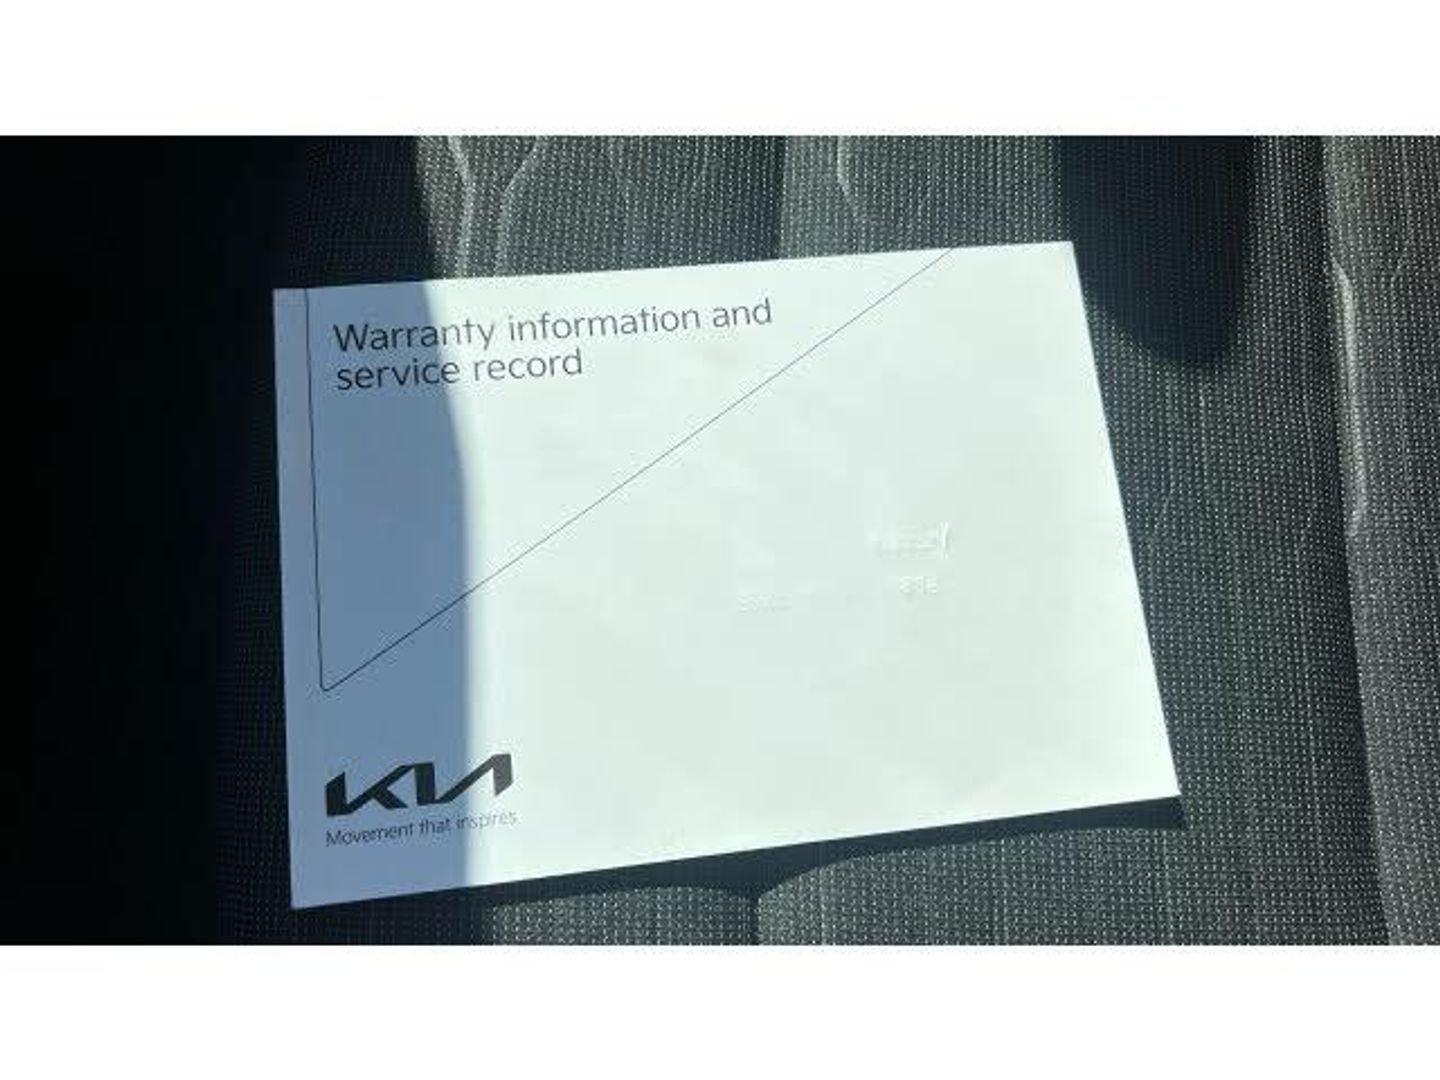 Warranty information and
service record
KIA
Movement that inspires